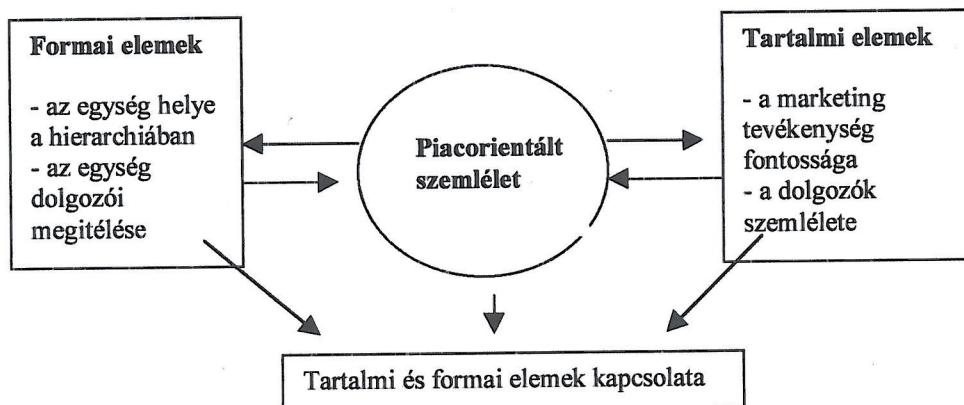 Formai elemek
- az egység helye
a hierarchiában
- az egység
dolgozói
megitélése
Piacorientált
szemlélet
Tartalmi elemek
- a marketing
tevékenység
fontossága
- a dolgozók
szemlélete
Tartalmi és formai elemek kapcsolata